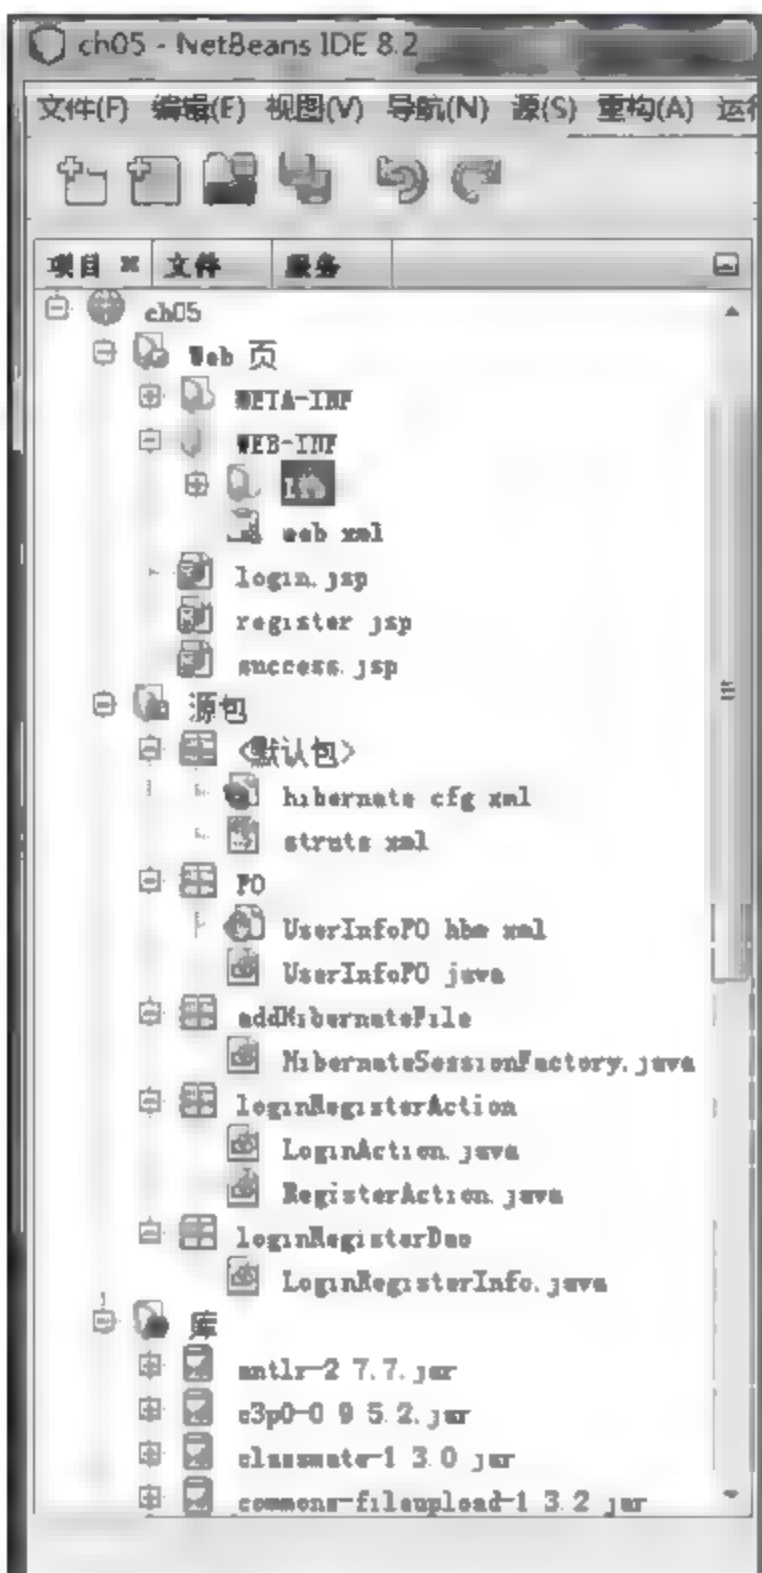 ch05 - NetBeans IDE 8.2
文件(F) 编辑(E) 视图(V) 导航(N) 源(S) 重构(A) 运行
项目 文件 服务
ch05
Web 页
META-INF
WEB-INF
lib
web.xml
login.jsp
register.jsp
success.jsp
源包
<默认包>
hibernate.cfg.xml
struts.xml
PO
UserInfoPO.hbm.xml
UserInfoPO.java
addHibernateFile
HibernateSessionFactory.java
loginRegisterAction
LoginAction.java
RegisterAction.java
loginRegisterDao
LoginRegisterInfo.java
库
antlr-2.7.7.jar
c3p0-0.9.5.2.jar
classmate-1.3.0.jar
commons-fileupload-1.3.2.jar